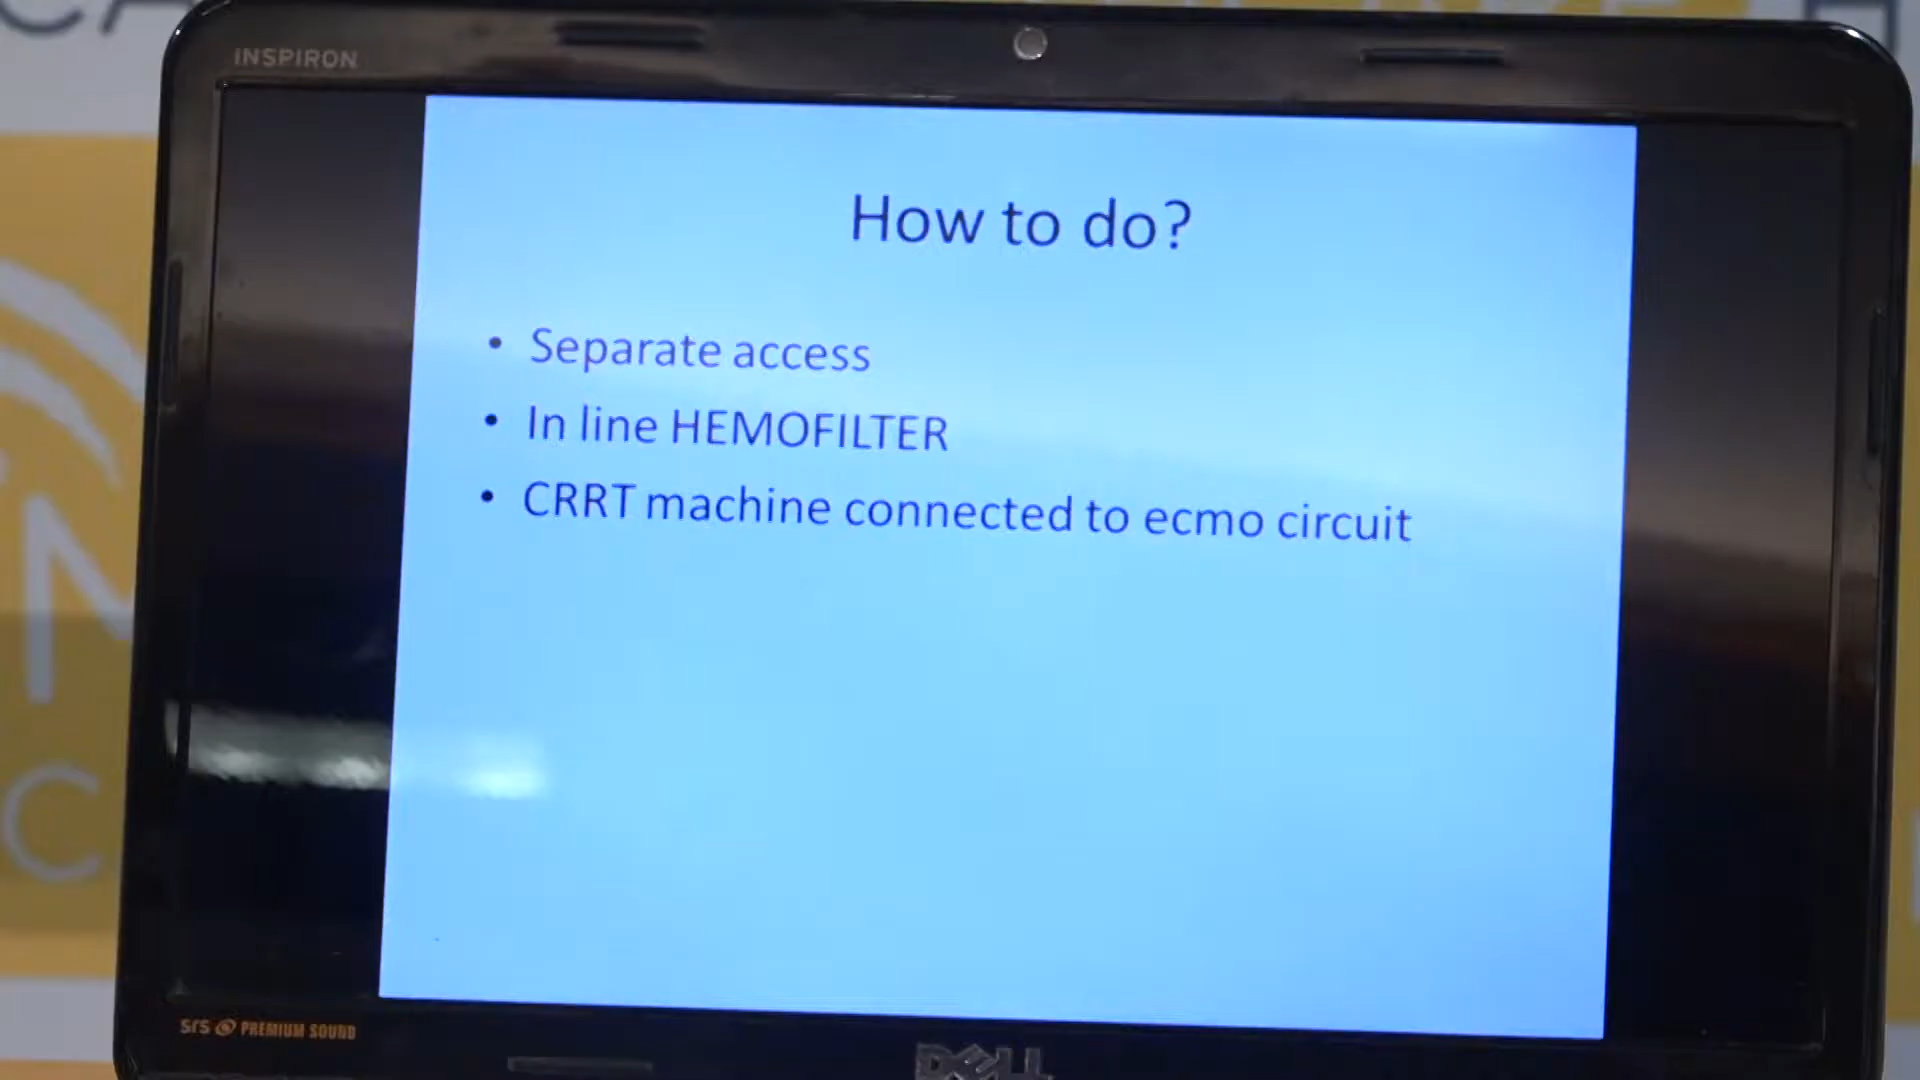 INSPIRON
How to do?
• Separate access
• In line HEMOFILTER
• CRRT machine connected to ecmo circuit
SrS PREMIUM SOUND
DELL